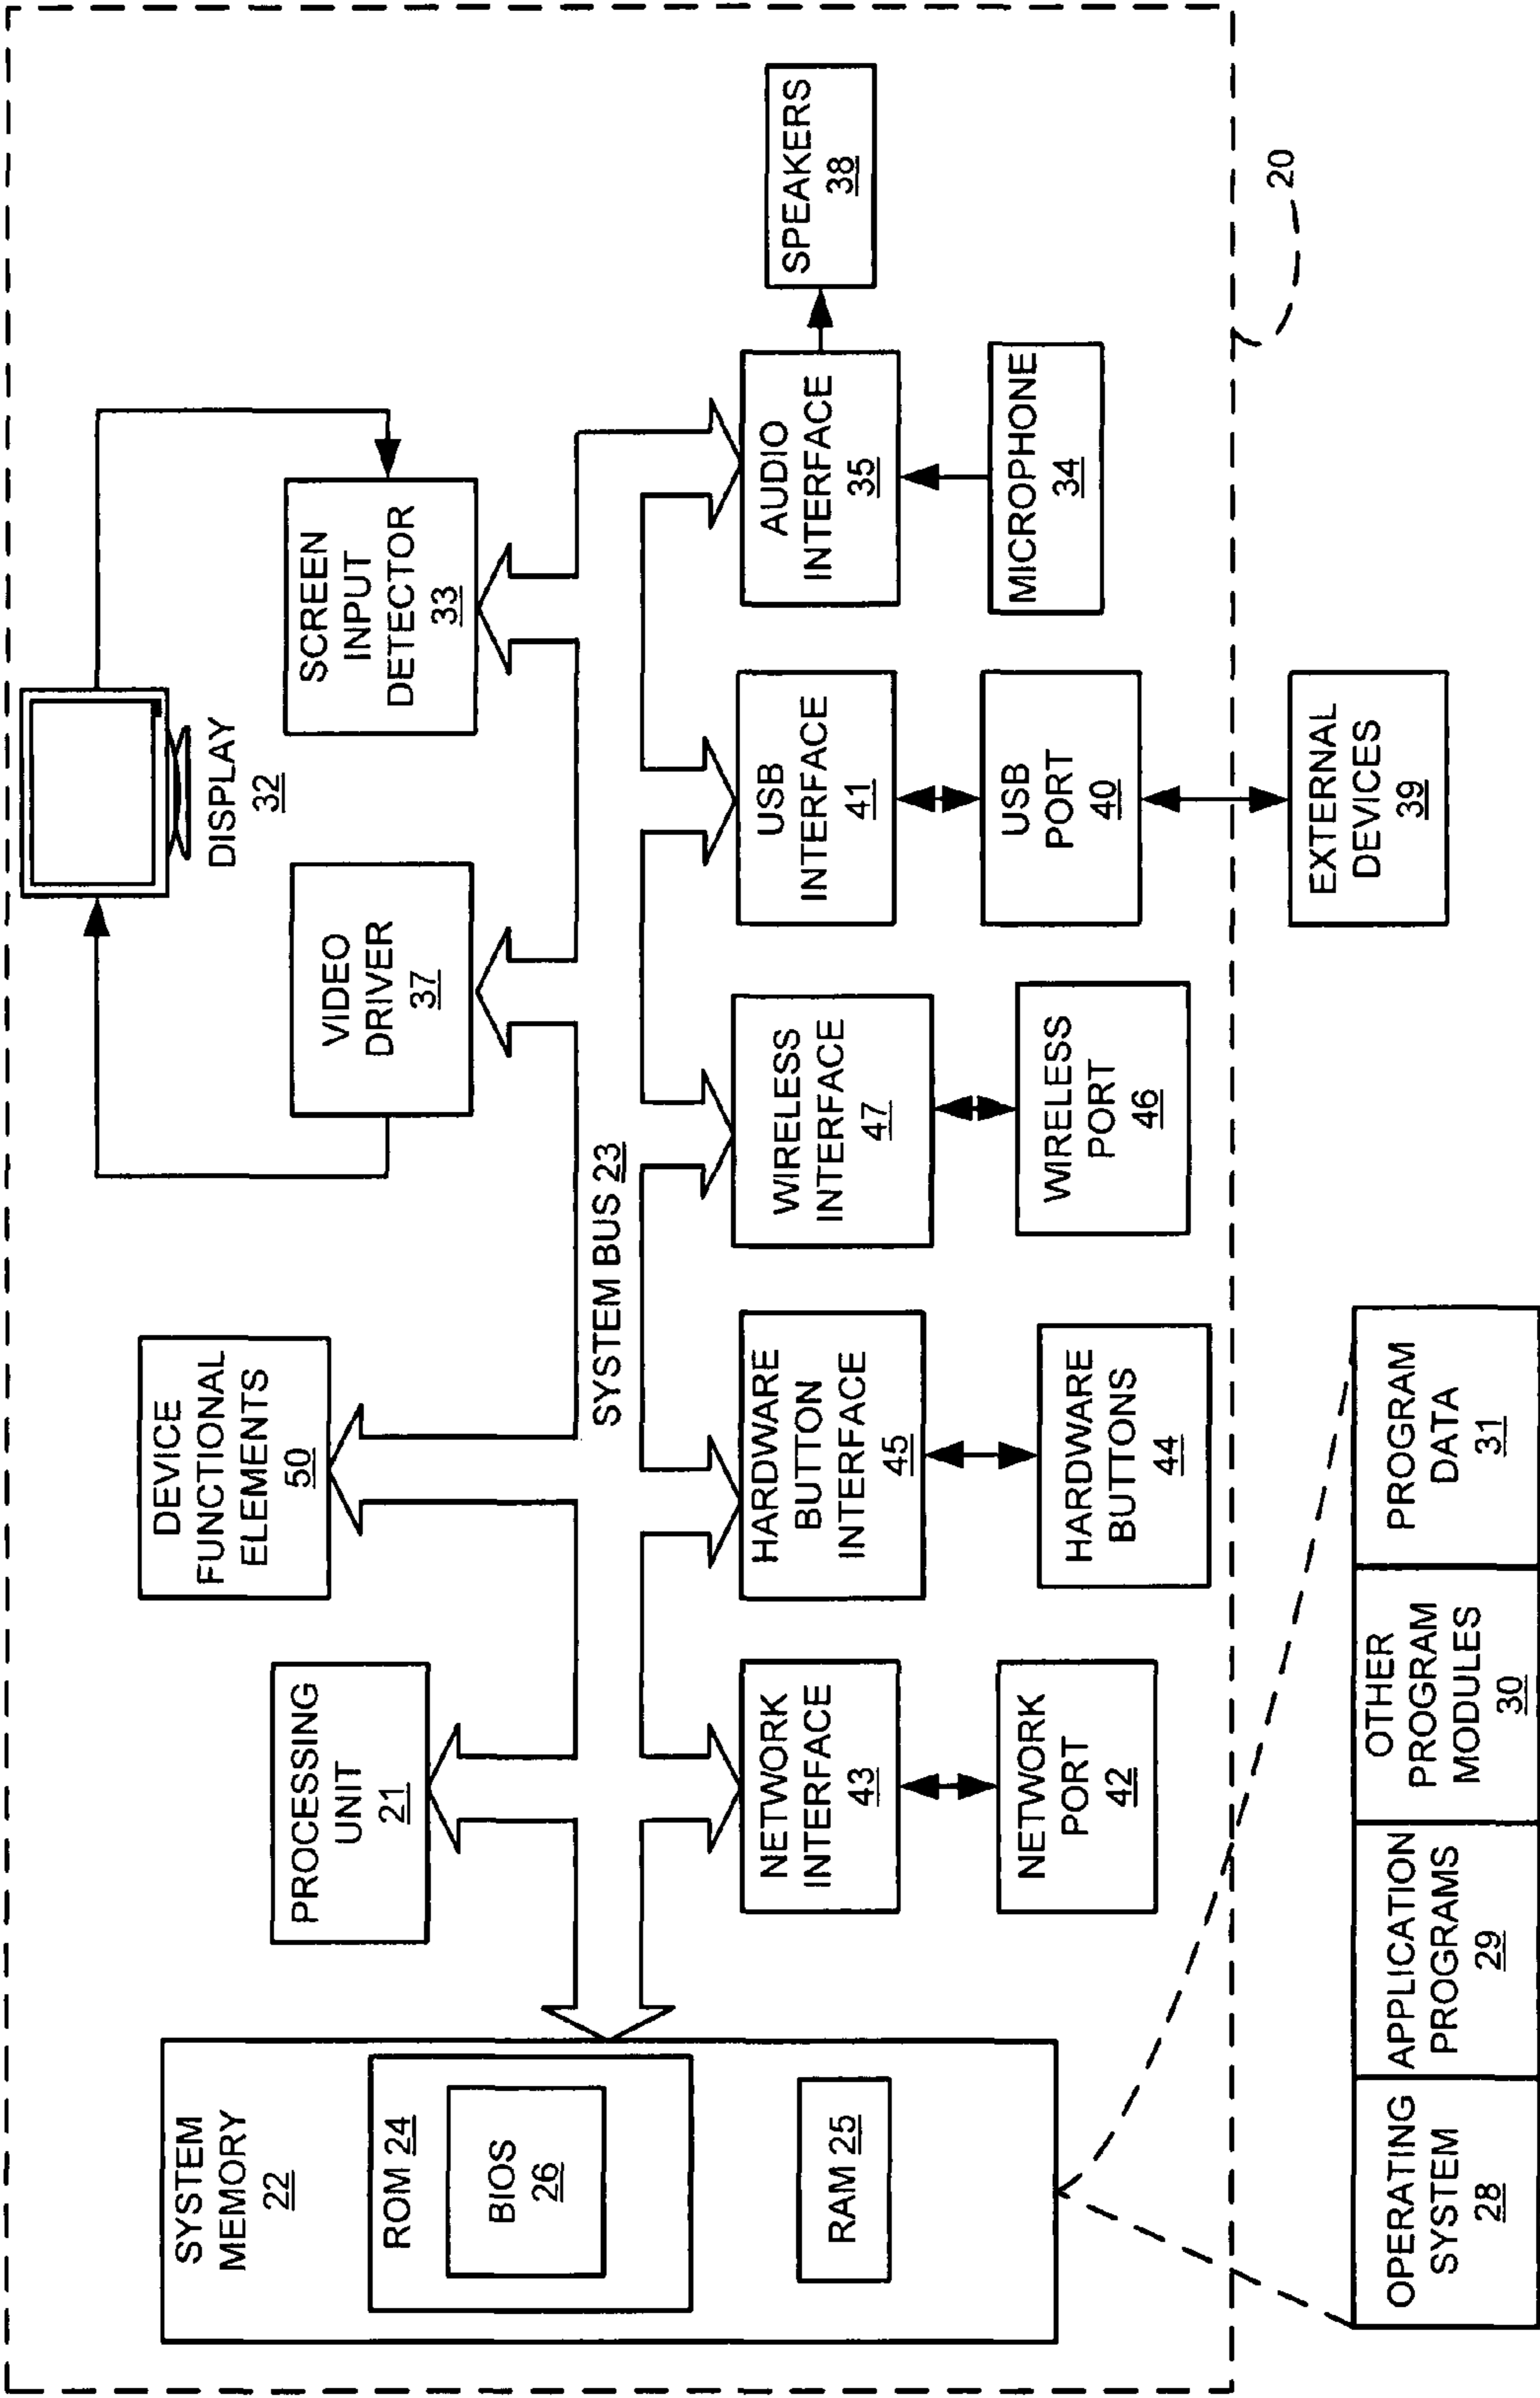 SYSTEM
MEMORY
22
ROM 24
BIOS
26
RAM 25
PROCESSING
UNIT
21
DEVICE
FUNCTIONAL
ELEMENTS
50
VIDEO
DRIVER
37
DISPLAY
32
SCREEN
INPUT
DETECTOR
33
SYSTEM BUS 23
NETWORK
INTERFACE
43
HARDWARE
BUTTON
INTERFACE
45
WIRELESS
INTERFACE
47
USB
INTERFACE
41
AUDIO
INTERFACE
35
SPEAKERS
38
NETWORK
PORT
42
HARDWARE
BUTTONS
44
WIRELESS
PORT
46
USB
PORT
40
MICROPHONE
34
20
OPERATING
SYSTEM
28
APPLICATION
PROGRAMS
29
OTHER
PROGRAM
MODULES
30
PROGRAM
DATA
31
EXTERNAL
DEVICES
39